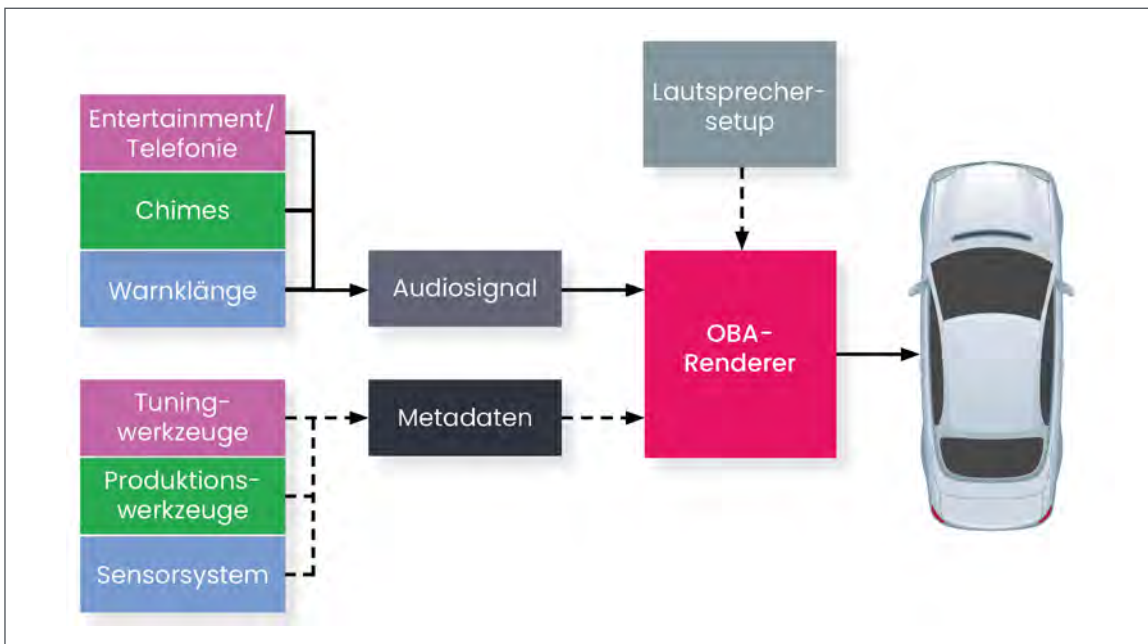 Entertainment/
Telefonie
Chimes
Warnklänge
Audiosignal
Lautsprecher-
setup
OBA-
Renderer
Tuning-
werkzeuge
Produktions-
werkzeuge
Sensorsystem
Metadaten